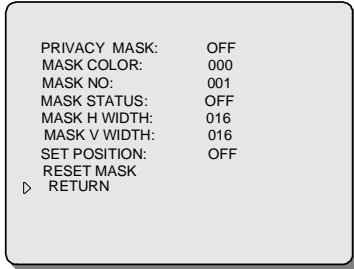 PRIVACY MASK: OFF
MASK COLOR: 000
MASK NO: 001
MASK STATUS: OFF
MASK H WIDTH: 016
MASK V WIDTH: 016
SET POSITION: OFF
RESET MASK
RETURN